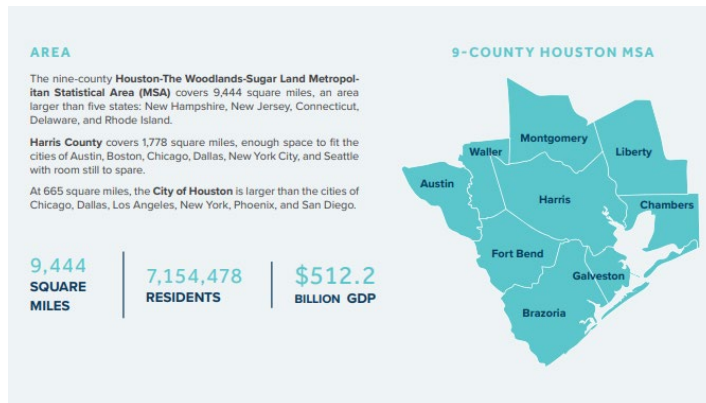 AREA
The nine-county Houston-The Woodlands-Sugar Land Metropol-
itan Statistical Area (MSA) covers 9,444 square miles, an area
larger than five states: New Hampshire, New Jersey, Connecticut,
Delaware, and Rhode Island.
Harris County covers 1,778 square miles, enough space to fit the
cities of Austin, Boston, Chicago, Dallas, New York City, and Seattle
with room still to spare.
At 665 square miles, the City of Houston is larger than the cities of
Chicago, Dallas, Los Angeles, New York, Phoenix, and San Diego.
9,444
SQUARE
MILES
7,154,478
RESIDENTS
$512.2
BILLION GDP
9-COUNTY HOUSTON MSA
Montgomery
Waller
Liberty
Austin
Harris
Chambers
Fort Bend
Galveston
Brazoria